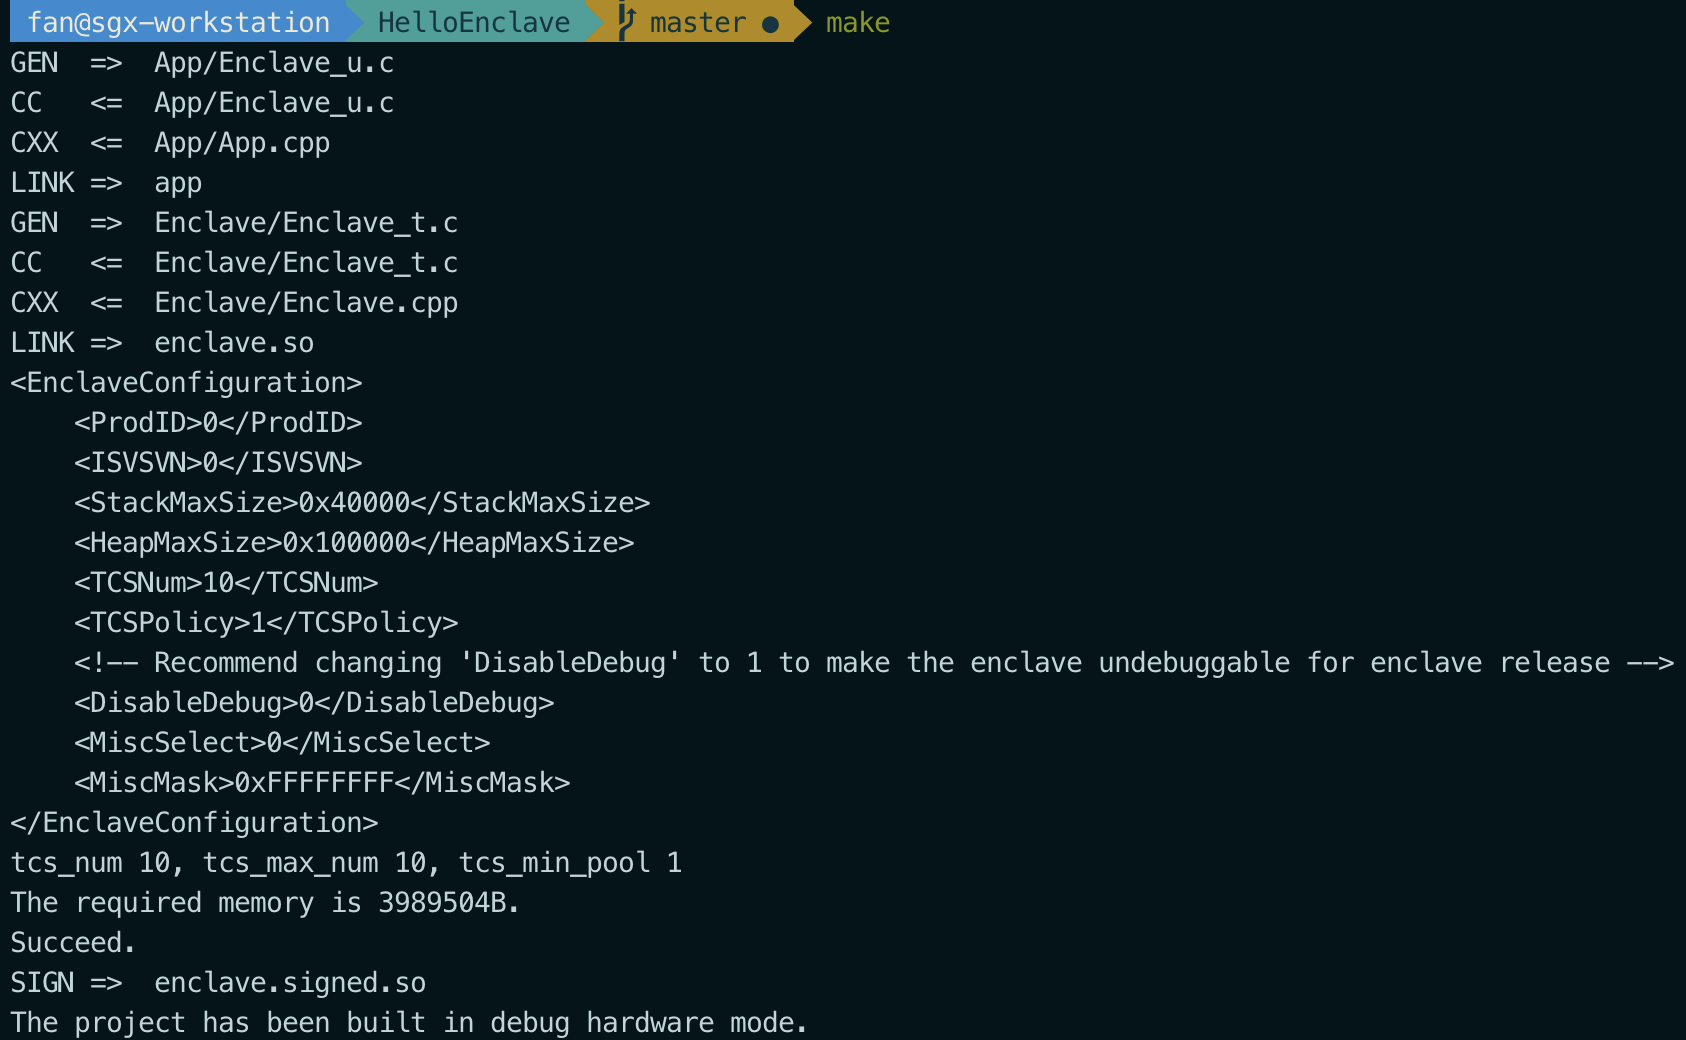 fan@sgx-workstation HelloEnclave master ● make
GEN  =>  App/Enclave_u.c
CC   <=  App/Enclave_u.c
CXX  <=  App/App.cpp
LINK =>  app
GEN  =>  Enclave/Enclave_t.c
CC   <=  Enclave/Enclave_t.c
CXX  <=  Enclave/Enclave.cpp
LINK =>  enclave.so
<EnclaveConfiguration>
    <ProdID>0</ProdID>
    <ISVSVN>0</ISVSVN>
    <StackMaxSize>0x40000</StackMaxSize>
    <HeapMaxSize>0x100000</HeapMaxSize>
    <TCSNum>10</TCSNum>
    <TCSPolicy>1</TCSPolicy>
    <!-- Recommend changing 'DisableDebug' to 1 to make the enclave undebuggable for enclave release -->
    <DisableDebug>0</DisableDebug>
    <MiscSelect>0</MiscSelect>
    <MiscMask>0xFFFFFFFF</MiscMask>
</EnclaveConfiguration>
tcs_num 10, tcs_max_num 10, tcs_min_pool 1
The required memory is 3989504B.
Succeed.
SIGN =>  enclave.signed.so
The project has been built in debug hardware mode.